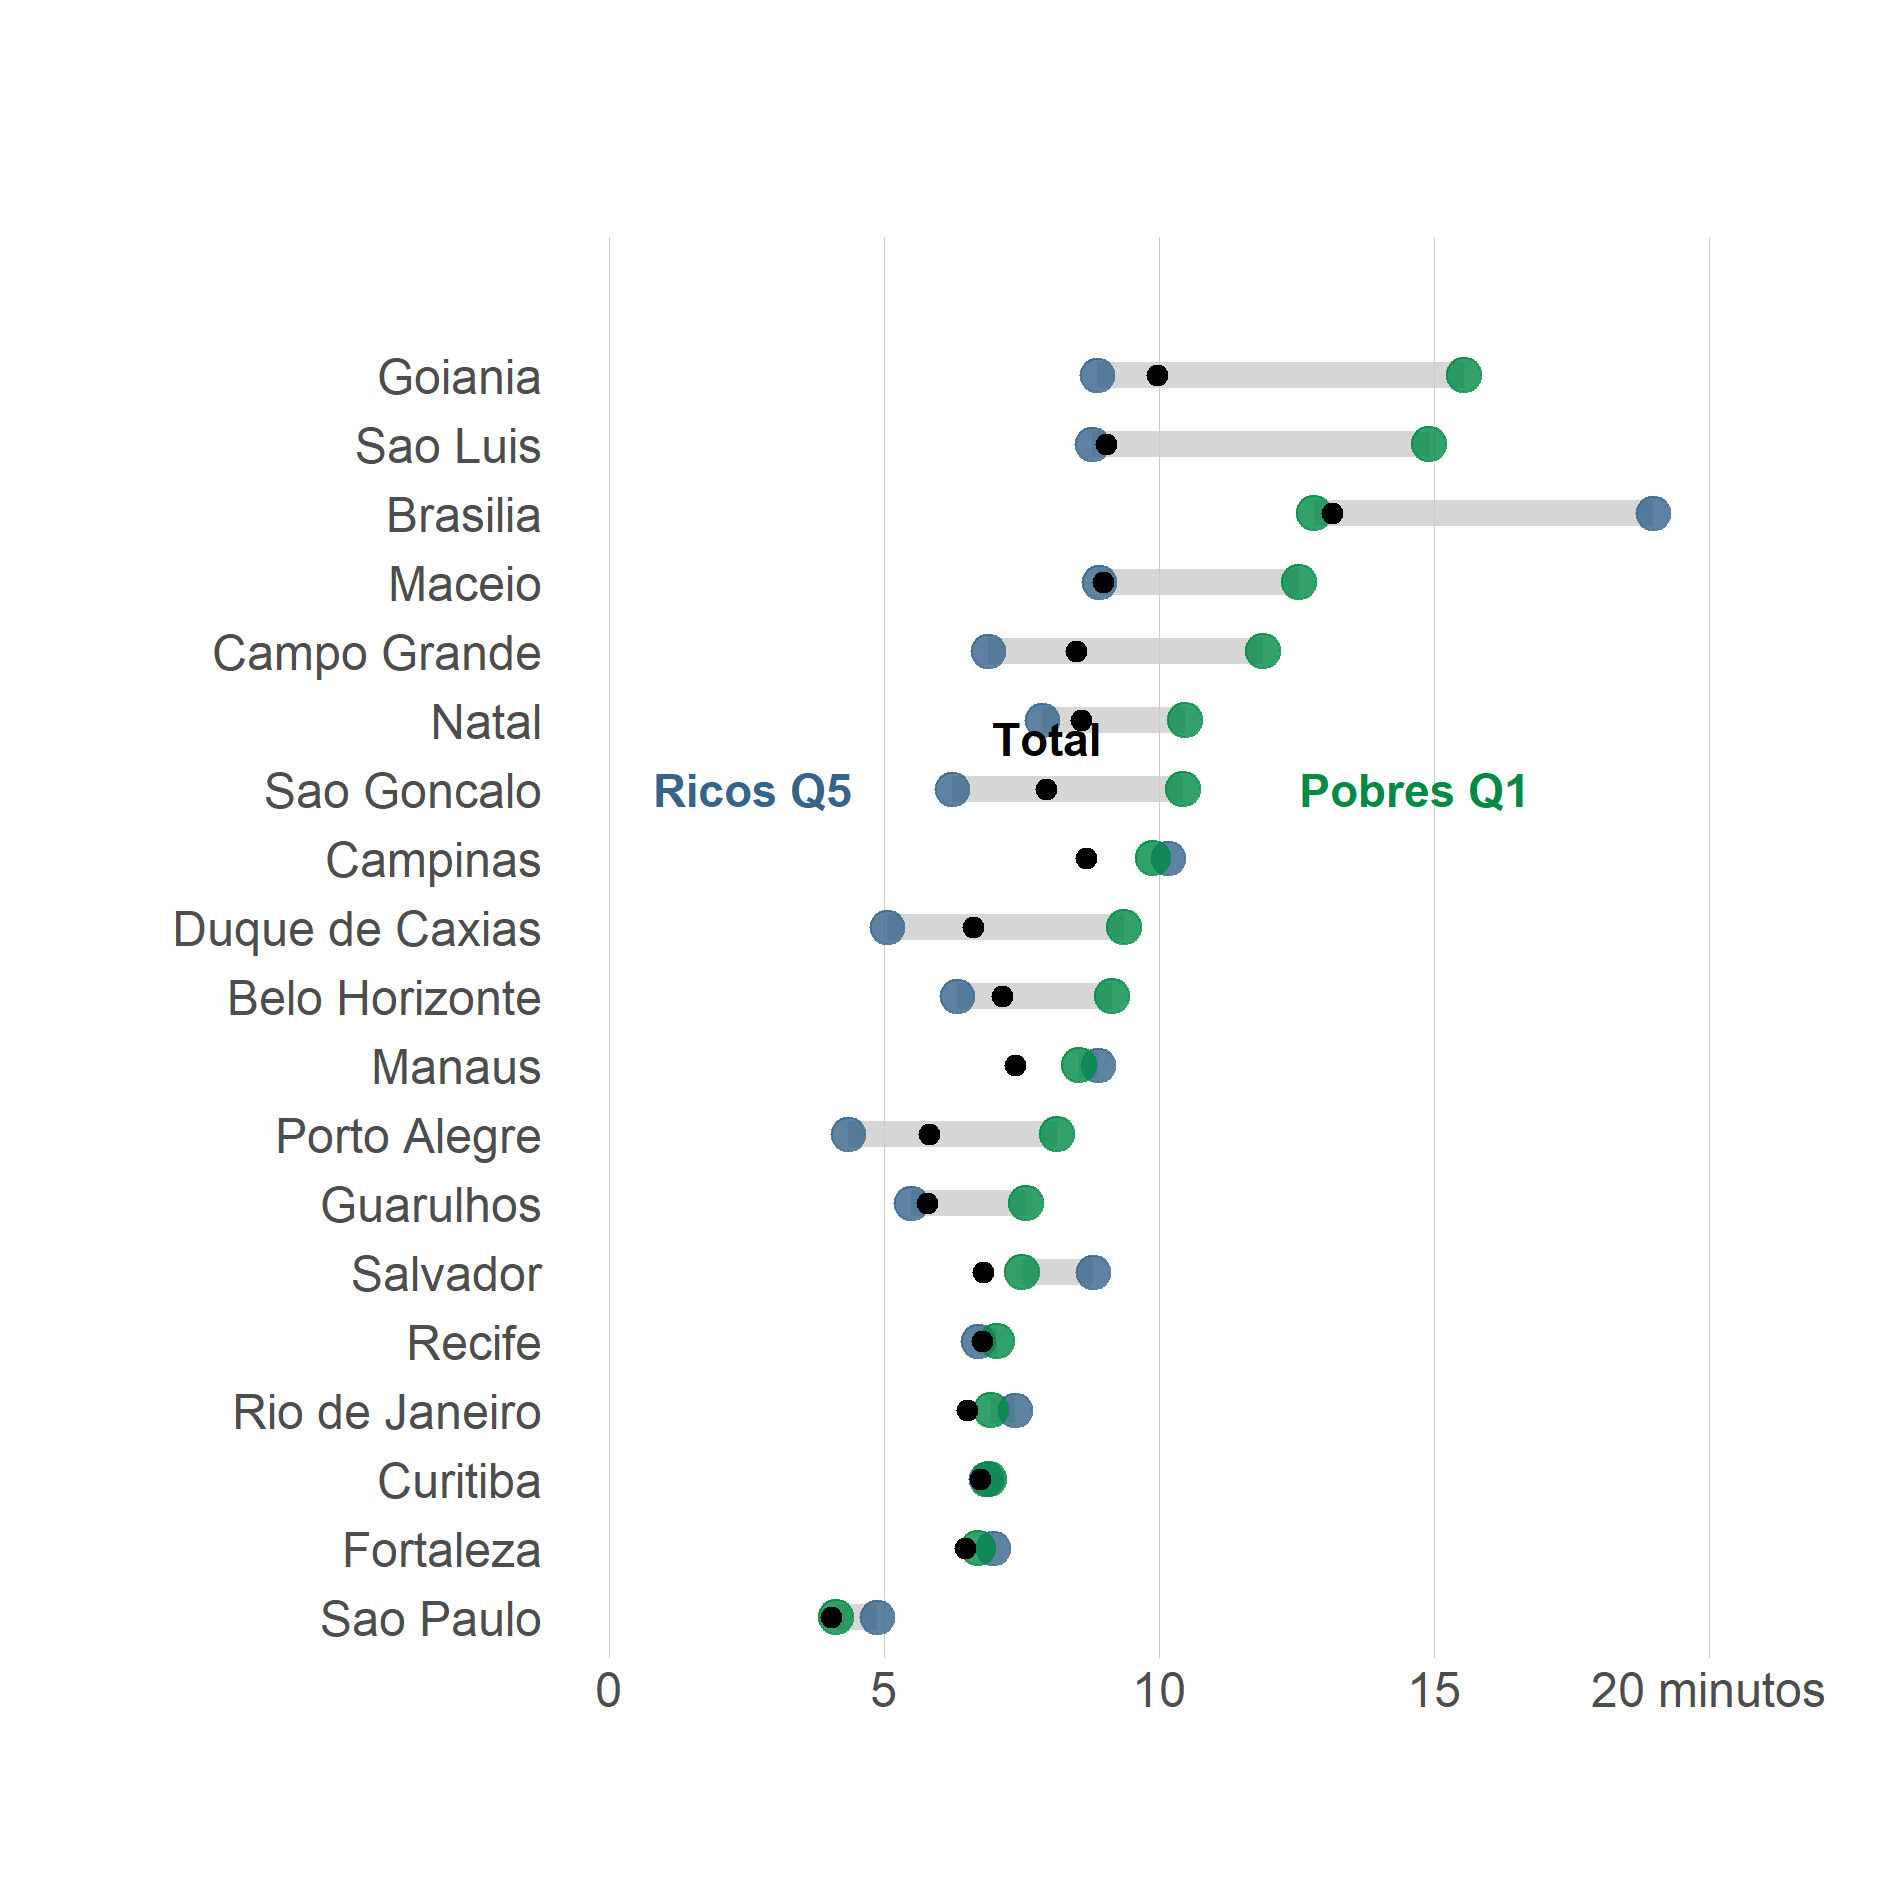 Goiania
Sao Luis
Brasilia
Maceio
Campo Grande
Natal
Total
Sao Goncalo
Ricos Q5
Pobres Q1
Campinas
Duque de Caxias
Belo Horizonte
Manaus
Porto Alegre
Guarulhos
Salvador
Recife
Rio de Janeiro
Curitiba
Fortaleza
Sao Paulo
0 5 10 15 20 minutos